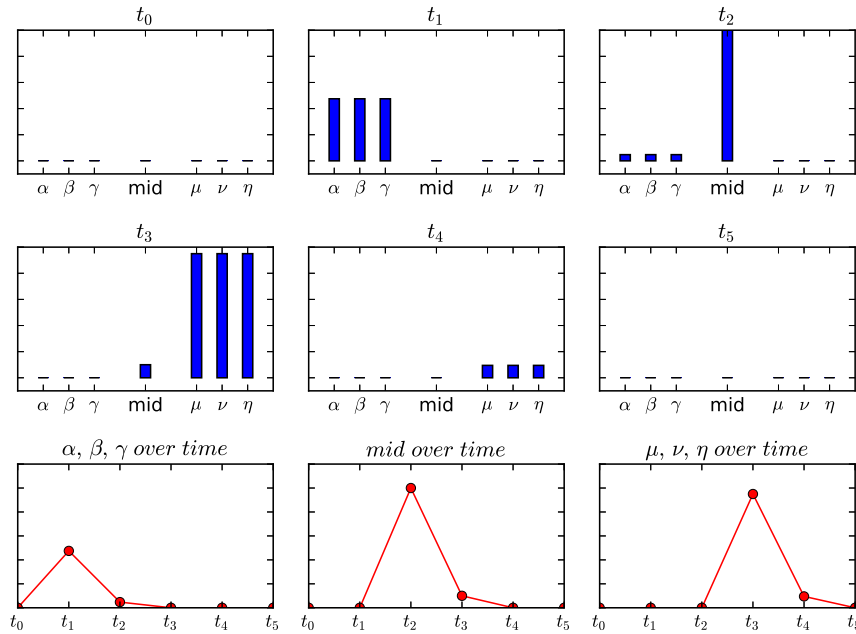 t₀ t₁ t₂
α β γ mid μ ν η α β γ mid μ ν η α β γ mid μ ν η
t₃ t₄ t₅
α β γ mid μ ν η α β γ mid μ ν η α β γ mid μ ν η
α, β, γ over time mid over time μ, ν, η over time
t₀ t₁ t₂ t₃ t₄ t₅ t₀ t₁ t₂ t₃ t₄ t₅ t₀ t₁ t₂ t₃ t₄ t₅